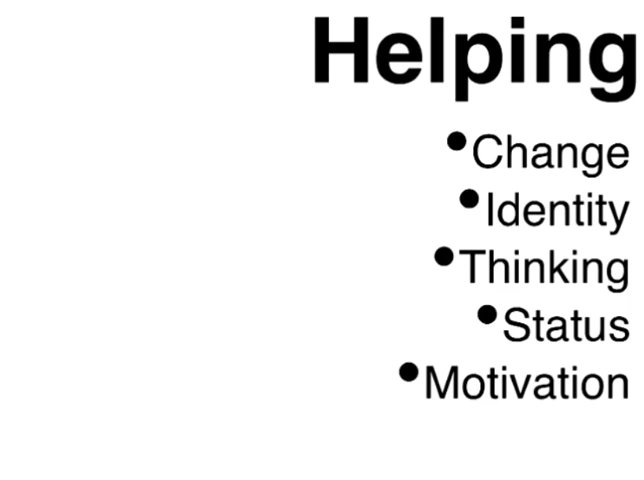 Helping
•Change
•Identity
•Thinking
•Status
•Motivation